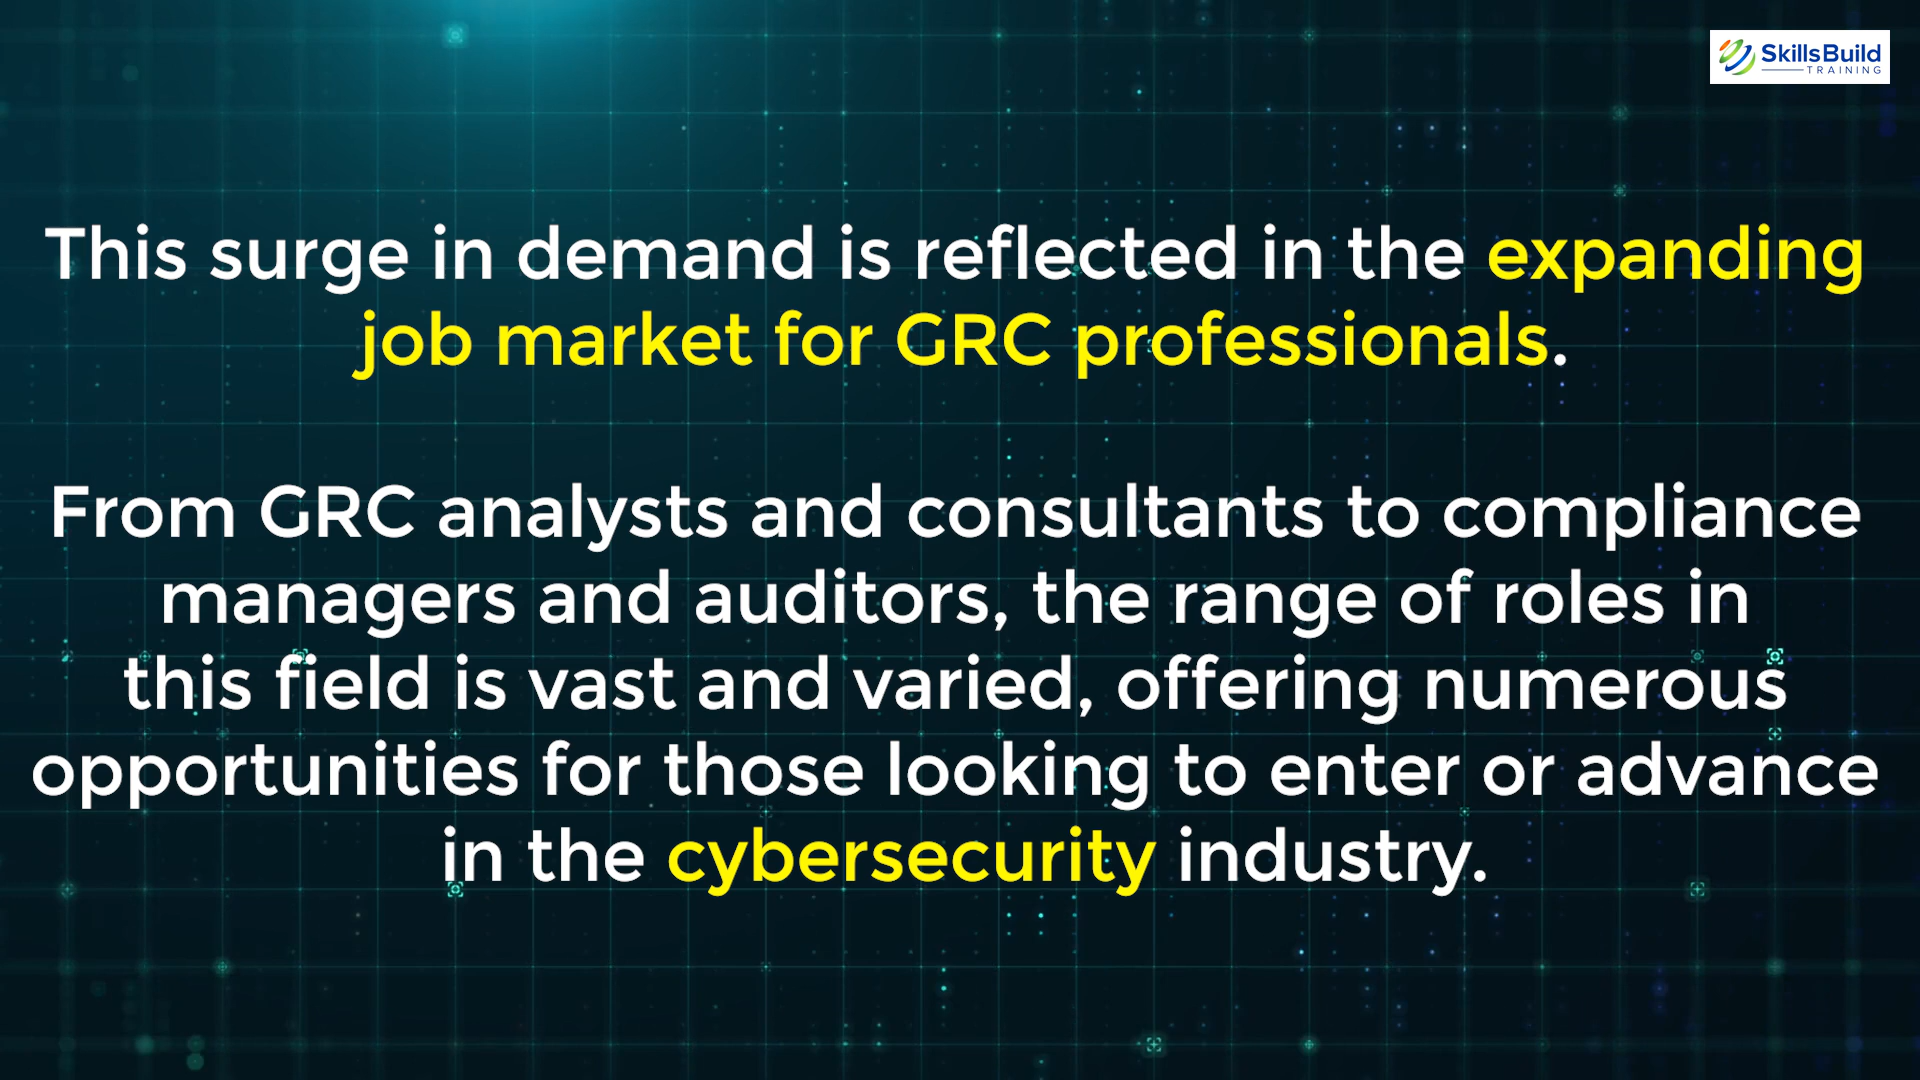 SkillsBuild
TRAINING
This surge in demand is reflected in the expanding
job market for GRC professionals.
From GRC analysts and consultants to compliance
managers and auditors, the range of roles in
this field is vast and varied, offering numerous
opportunities for those looking to enter or advance
in the cybersecurity industry.